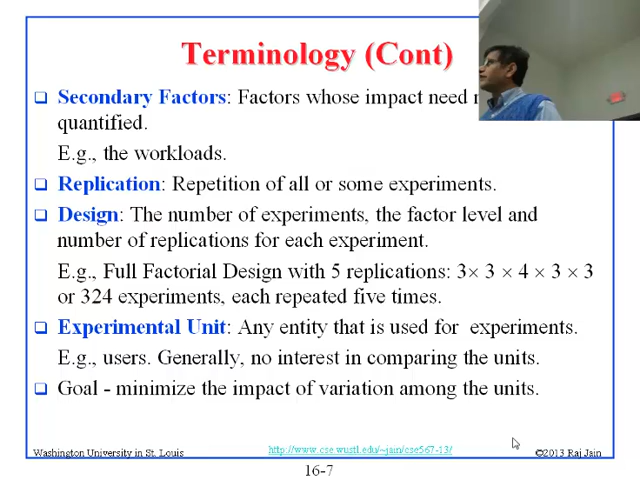 Terminology (Cont)
Secondary Factors: Factors whose impact need
quantified.
E.g., the workloads.
Replication: Repetition of all or some experiments.
Design: The number of experiments, the factor level and
number of replications for each experiment.
E.g., Full Factorial Design with 5 replications: 3× 3 × 4 × 3 × 3
or 324 experiments, each repeated five times.
Experimental Unit: Any entity that is used for experiments.
E.g., users. Generally, no interest in comparing the units.
Goal - minimize the impact of variation among the units.
Washington University in St. Louis
http://www.cse.wustl.edu/~jain/cse567-13/
©2013 Raj Jain
16-7